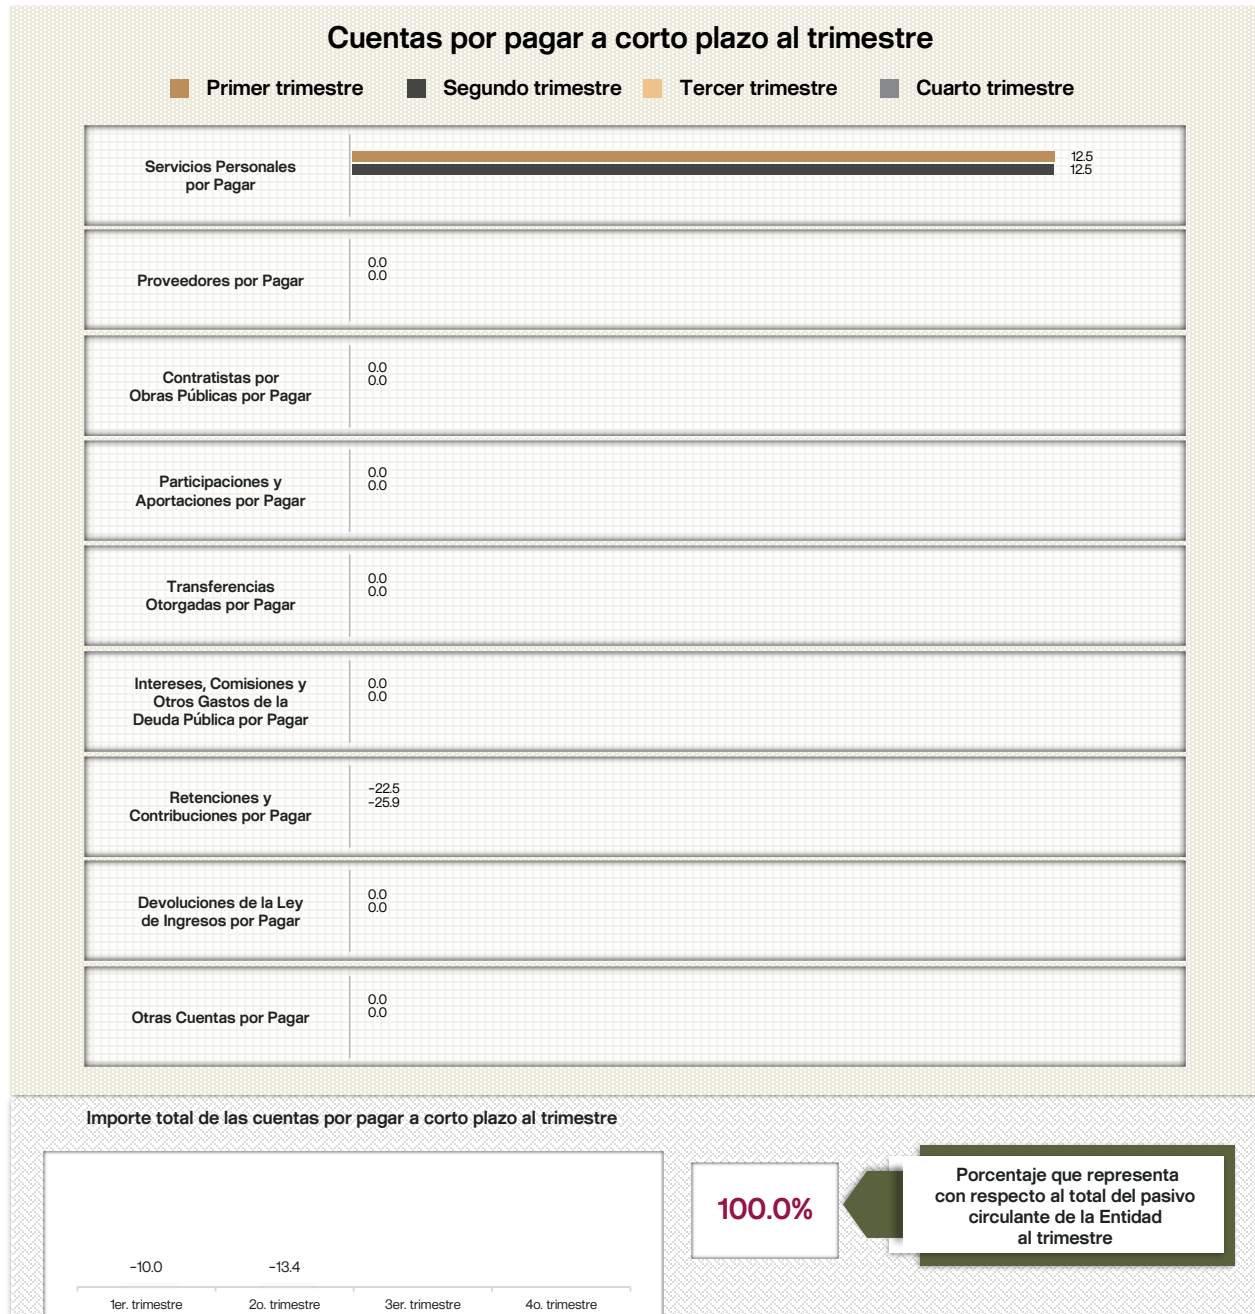 Cuentas por pagar a corto plazo al trimestre
Primer trimestre Segundo trimestre Tercer trimestre Cuarto trimestre
Servicios Personales
por Pagar
12.5
12.5
Proveedores por Pagar
0.0
0.0
Contratistas por
Obras Públicas por Pagar
0.0
0.0
Participaciones y
Aportaciones por Pagar
0.0
0.0
Transferencias
Otorgadas por Pagar
0.0
0.0
Intereses, Comisiones y
Otros Gastos de la
Deuda Pública por Pagar
0.0
0.0
Retenciones y
Contribuciones por Pagar
-22.5
-25.9
Devoluciones de la Ley
de Ingresos por Pagar
0.0
0.0
Otras Cuentas por Pagar
0.0
0.0
Importe total de las cuentas por pagar a corto plazo al trimestre
-10.0 -13.4
1er. trimestre 2o. trimestre 3er. trimestre 4o. trimestre
100.0%
Porcentaje que representa
con respecto al total del pasivo
circulante de la Entidad
al trimestre